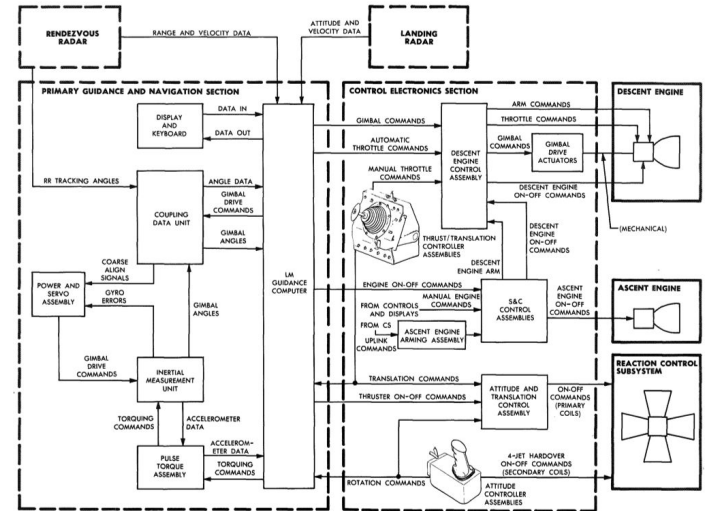 RENDEZVOUS
RADAR
RANGE AND VELOCITY DATA
ATTITUDE AND
VELOCITY DATA
LANDING
RADAR
PRIMARY GUIDANCE AND NAVIGATION SECTION
CONTROL ELECTRONICS SECTION
DESCENT ENGINE
DISPLAY
AND
KEYBOARD
DATA IN
DATA OUT
GIMBAL COMMANDS
AUTOMATIC
THROTTLE COMMANDS
MANUAL THROTTLE
COMMANDS
DESCENT
ENGINE
CONTROL
ASSEMBLY
ARM COMMANDS
THROTTLE COMMANDS
GIMBAL
COMMANDS
GIMBAL
DRIVE
ACTUATORS
DESCENT ENGINE
ON-OFF COMMANDS
(MECHANICAL)
RR TRACKING ANGLES
COUPLING
DATA UNIT
ANGLE DATA
GIMBAL
DRIVE
COMMANDS
GIMBAL
ANGLES
THRUST/TRANSLATION
CONTROLLER
ASSEMBLIES
DESCENT
ENGINE
ON-OFF
COMMANDS
DESCENT
ENGINE ARM
COARSE
ALIGN
SIGNALS
POWER AND
SERVO
ASSEMBLY
GYRO
ERRORS
GIMBAL
ANGLES
LM
GUIDANCE
COMPUTER
ENGINE ON-OFF COMMANDS
MANUAL ENGINE
COMMANDS
FROM CONTROLS
AND DISPLAYS
FROM CS
UPLINK
COMMANDS
ASCENT ENGINE
ARMING ASSEMBLY
S&C
CONTROL
ASSEMBLIES
ASCENT
ENGINE
ON-OFF
COMMANDS
ASCENT ENGINE
GIMBAL
DRIVE
COMMANDS
INERTIAL
MEASUREMENT
UNIT
TRANSLATION COMMANDS
THRUSTER ON-OFF COMMANDS
ATTITUDE AND
TRANSLATION
CONTROL
ASSEMBLY
ON-OFF
COMMANDS
(PRIMARY
COILS)
REACTION CONTROL
SUBSYSTEM
TORQUING
COMMANDS
ACCELEROMETER
DATA
PULSE
TORQUE
ASSEMBLY
ACCELEROM-
ETER DATA
TORQUING
COMMANDS
ROTATION COMMANDS
4-JET HARDOVER
ON-OFF COMMANDS
(SECONDARY COILS)
ATTITUDE
CONTROLLER
ASSEMBLIES